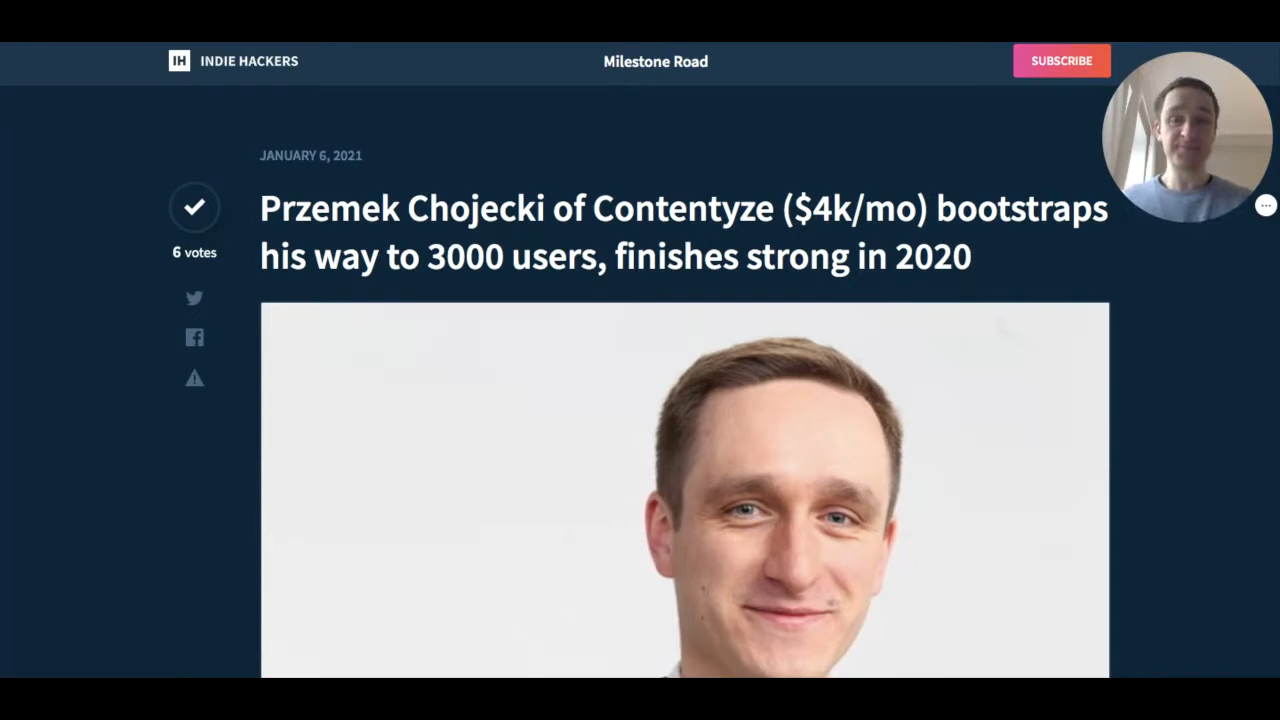 IH INDIE HACKERS
Milestone Road
SUBSCRIBE
JANUARY 6, 2021
Przemek Chojecki of Contentyze ($4k/mo) bootstraps
his way to 3000 users, finishes strong in 2020
6 votes